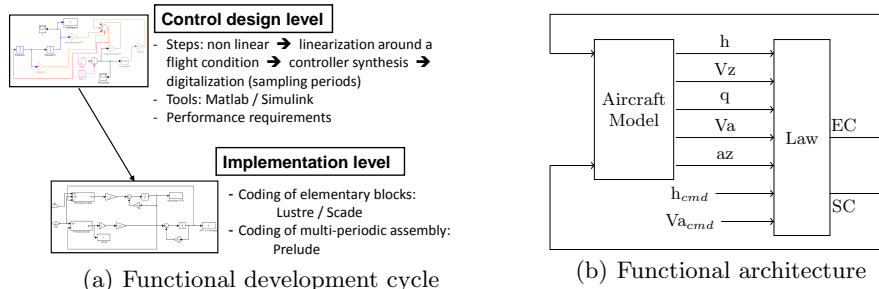 Control design level
- Steps: non linear ➔ linearization around a
flight condition ➔ controller synthesis ➔
digitalization (sampling periods)
- Tools: Matlab / Simulink
- Performance requirements
Implementation level
- Coding of elementary blocks:
Lustre / Scade
- Coding of multi-periodic assembly:
Prelude
(a) Functional development cycle
Aircraft
Model
h
Vz
q
Va
az
h_cmd
Va_cmd
Law
EC
SC
(b) Functional architecture